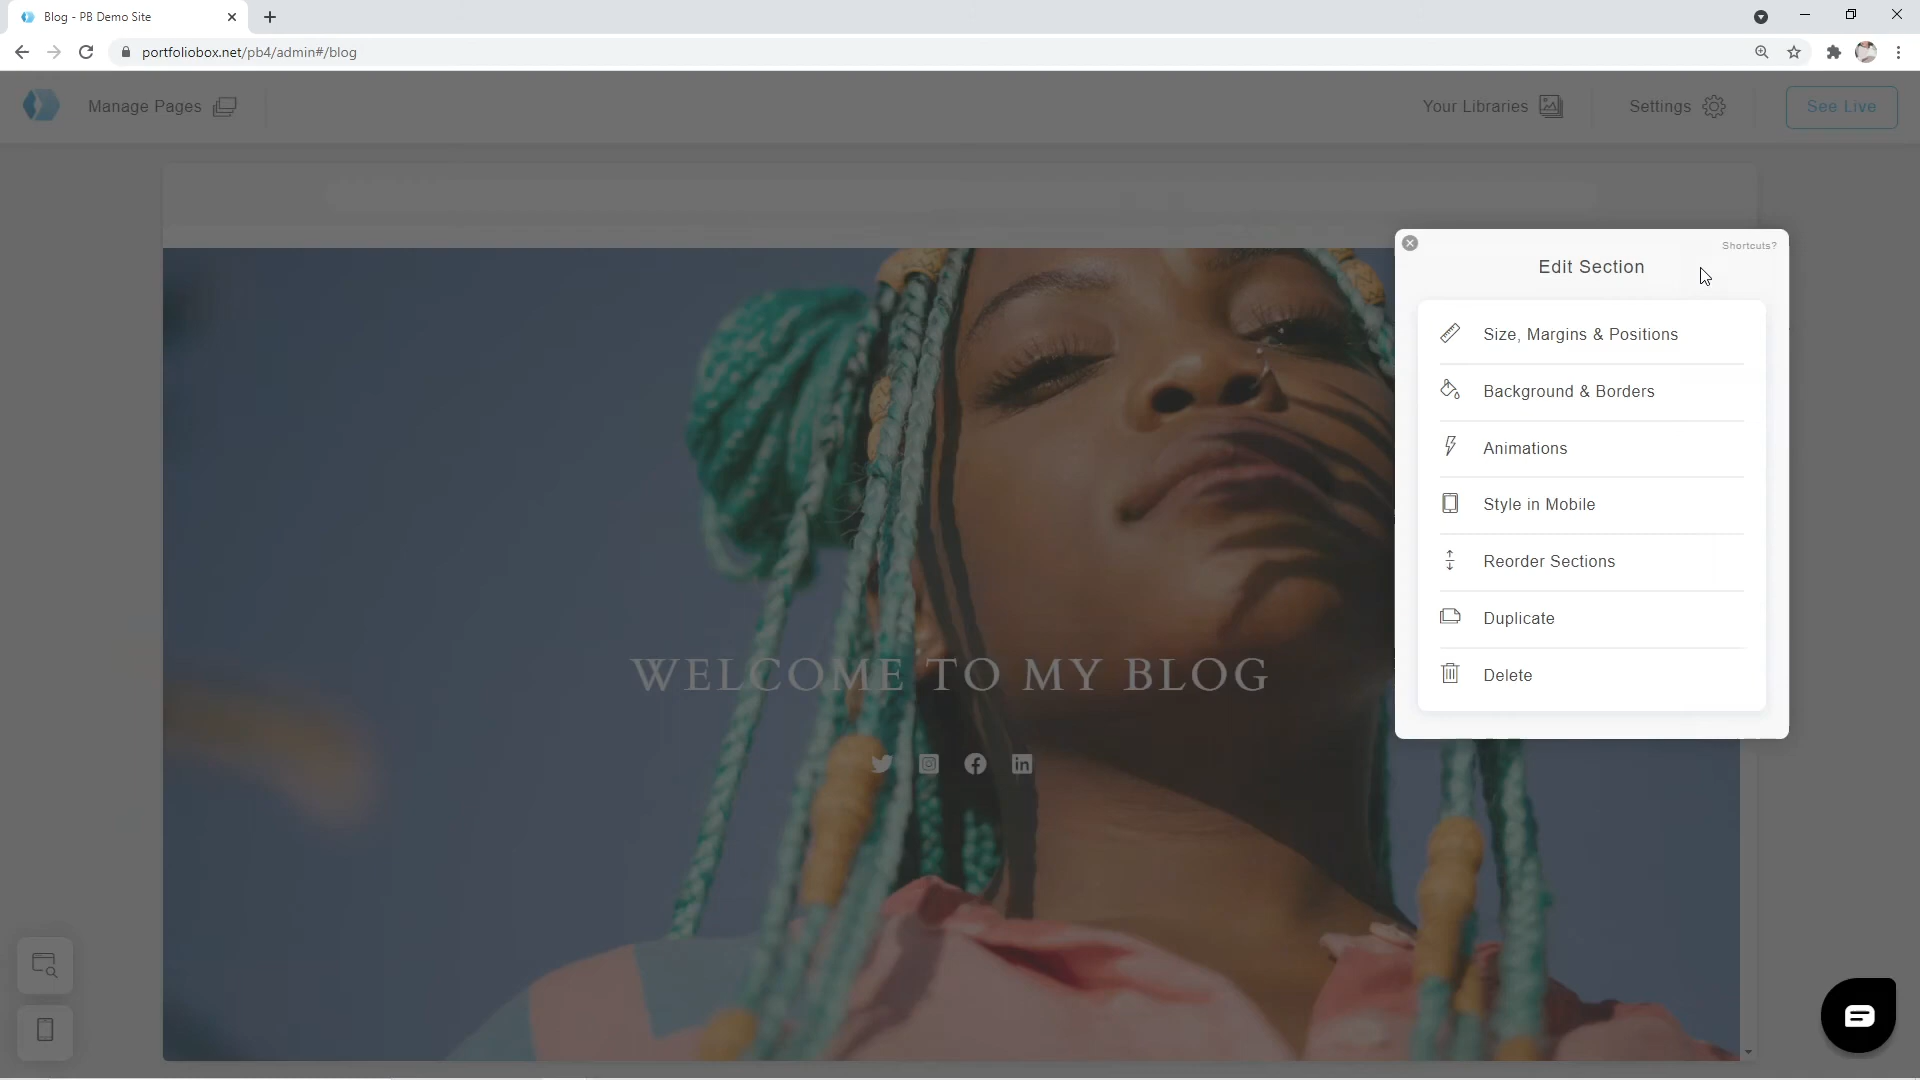 Blog - PB Demo Site
portfoliobox.net/pb4/admin#/blog
Manage Pages
Your Libraries
Settings
See Live
Shortcuts?
Edit Section
Size, Margins & Positions
Background & Borders
Animations
Style in Mobile
Reorder Sections
Duplicate
Delete
WELCOME TO MY BLOG